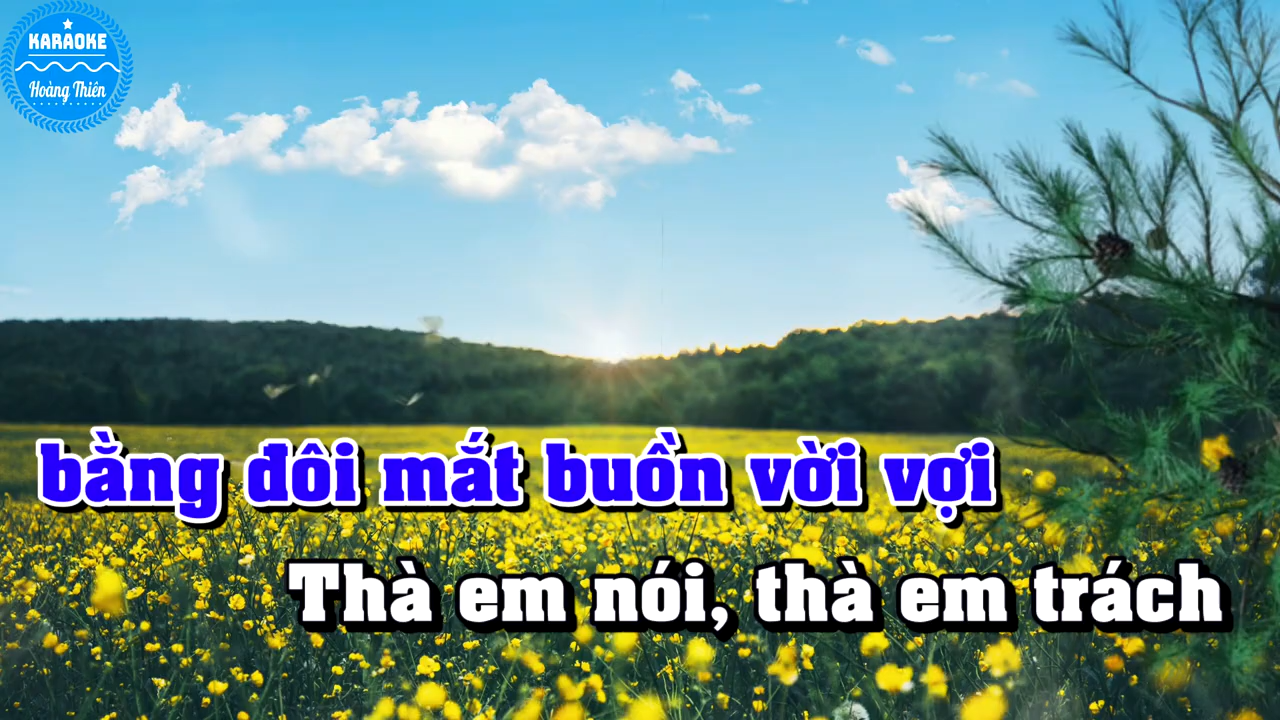 KARAOKE
Hoàng Thiên
bằng đôi mắt buồn vời vợi
Thà em nói, thà em trách